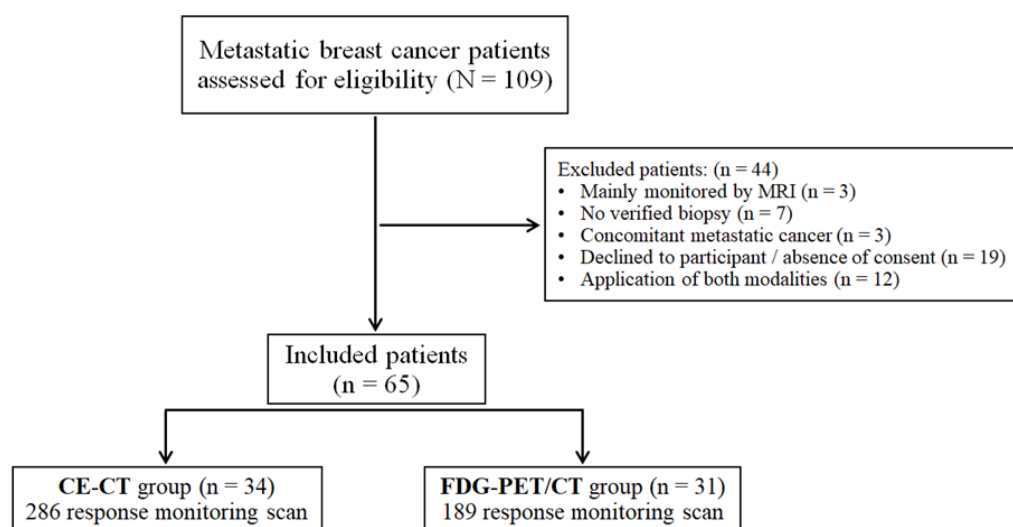 Metastatic breast cancer patients
assessed for eligibility (N = 109)
Excluded patients: (n = 44)
• Mainly monitored by MRI (n = 3)
• No verified biopsy (n = 7)
• Concomitant metastatic cancer (n = 3)
• Declined to participant / absence of consent (n = 19)
• Application of both modalities (n = 12)
Included patients
(n = 65)
CE-CT group (n = 34)
286 response monitoring scan
FDG-PET/CT group (n = 31)
189 response monitoring scan